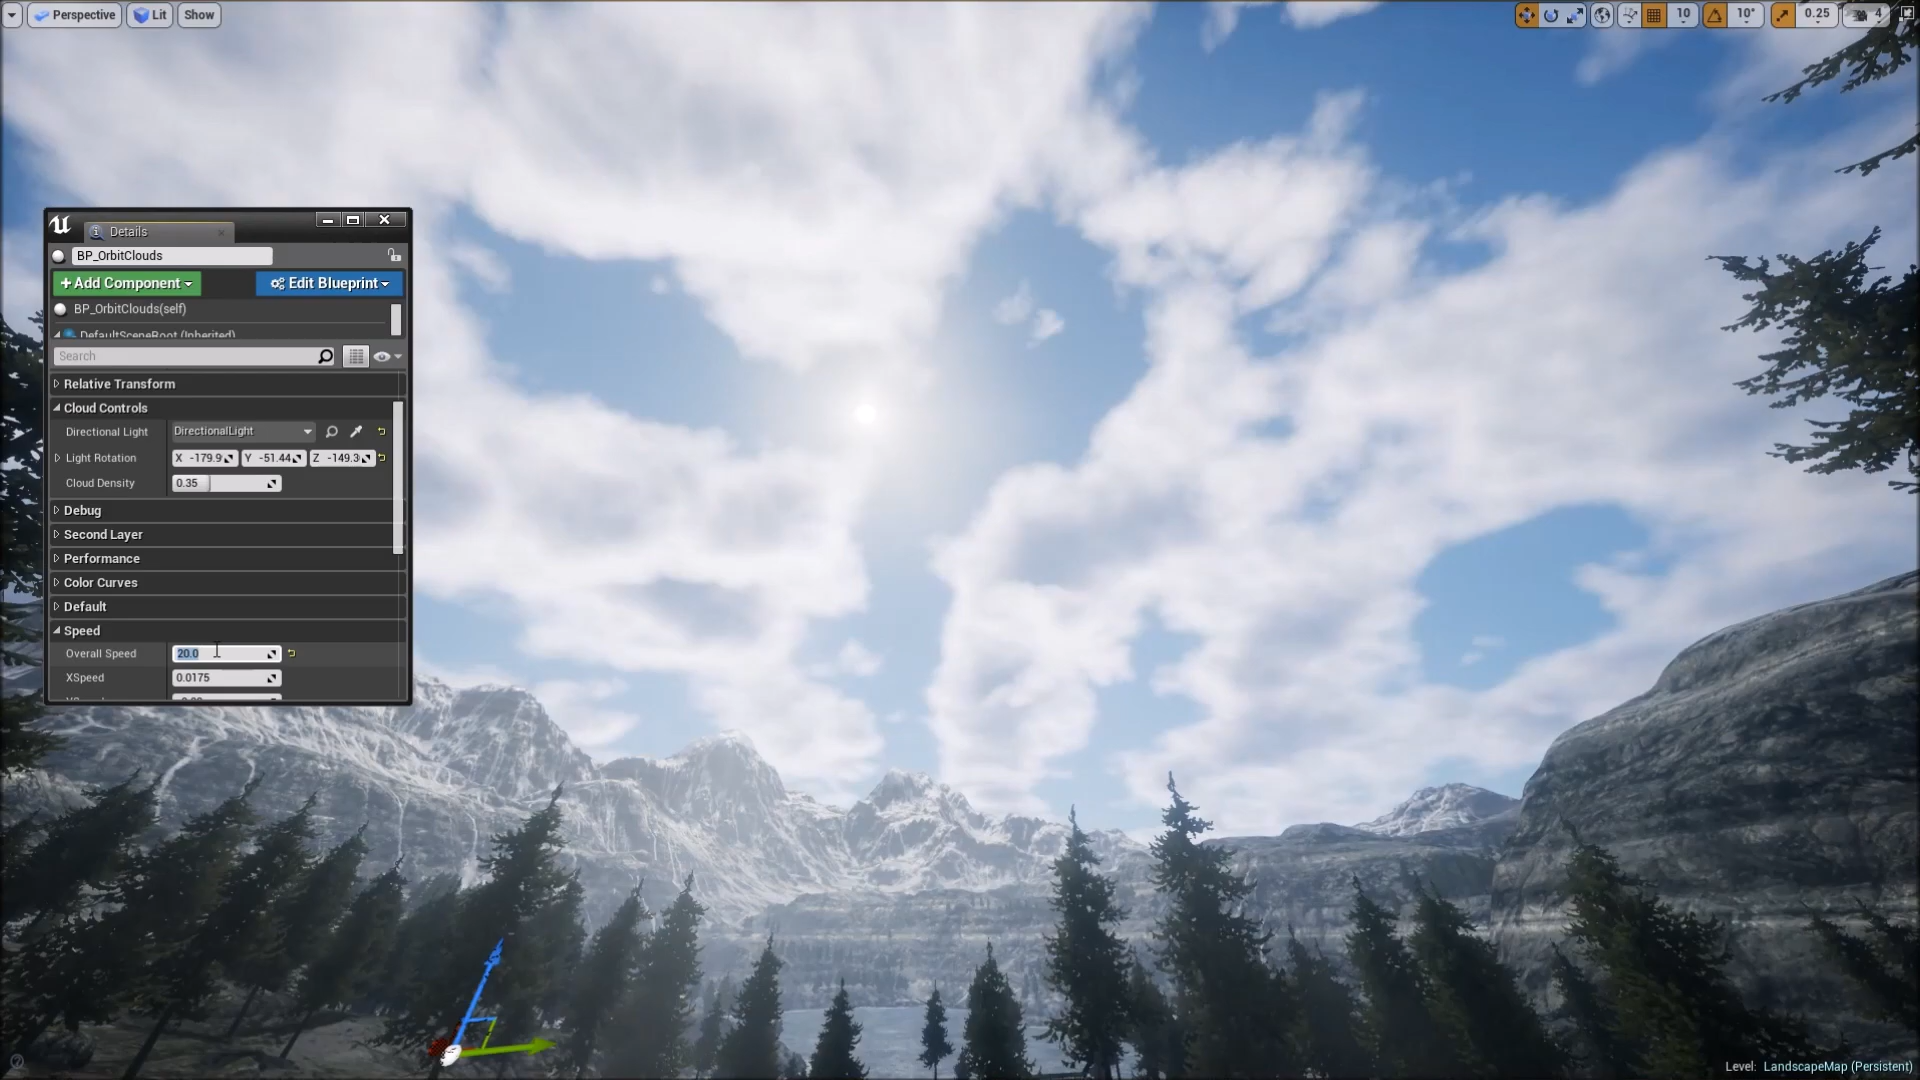 Perspective Lit Show 10 10° 0.25 4
Details
BP_OrbitClouds
+Add Component Edit Blueprint
BP_OrbitClouds(self)
DefaultSceneRoot (Inherited)
Search
Relative Transform
Cloud Controls
Directional Light DirectionalLight
Light Rotation X -179.9 Y -51.44 Z -149.3
Cloud Density 0.35
Debug
Second Layer
Performance
Color Curves
Default
Speed
Overall Speed 20.0
XSpeed 0.0175
Level: LandscapeMap (Persistent)